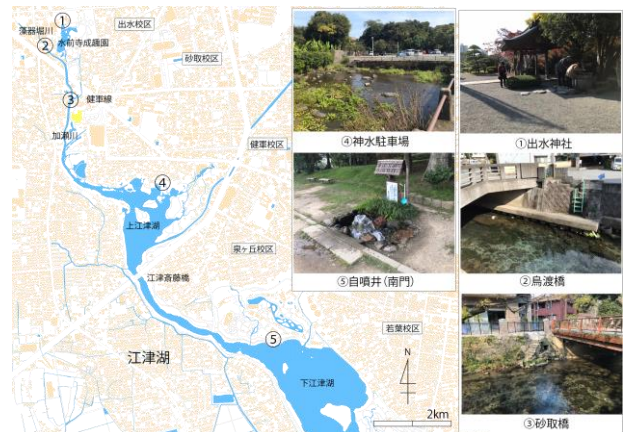 ①
出水校区
藻器堀川
水前寺成趣園
②
砂取校区
③
健軍線
加瀬川
健軍校区
④
上江津湖
泉ヶ丘校区
江津斎藤橋
⑤
若葉校区
江津湖
N
下江津湖
2km
④神水駐車場
①出水神社
⑤自噴井(南門)
②鳥渡橋
③砂取橋